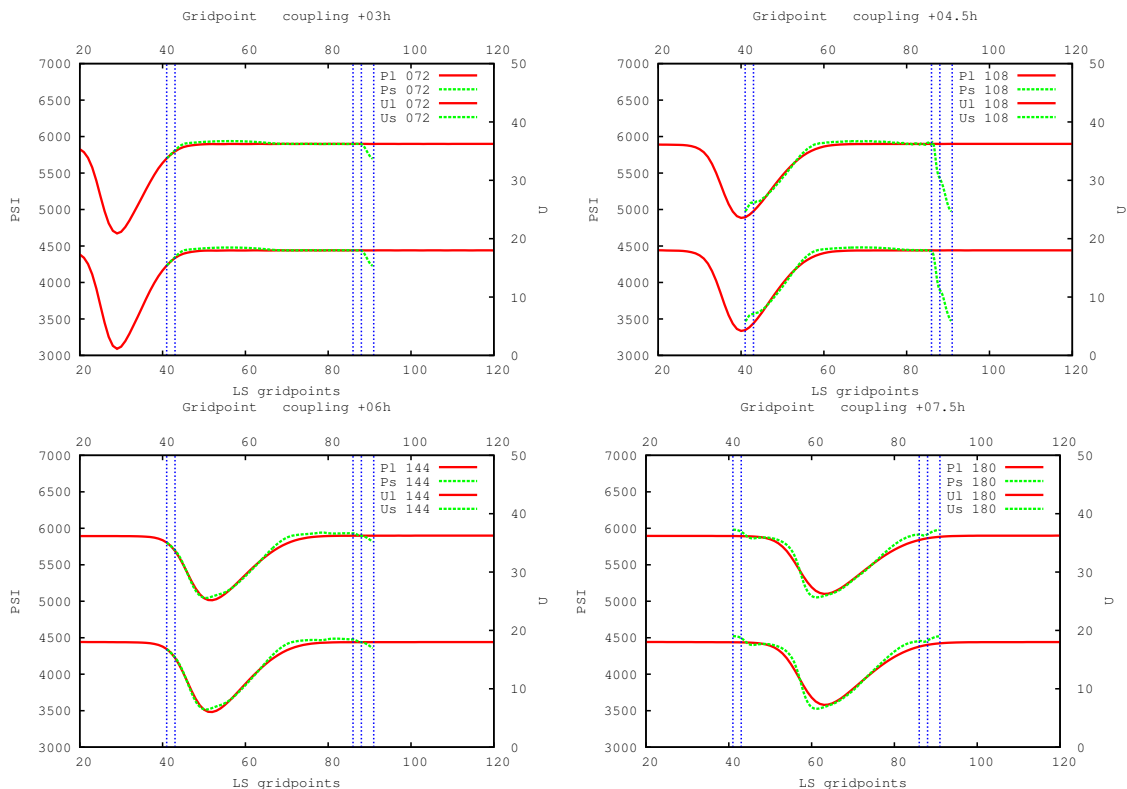 Gridpoint coupling +03h
20 40 60 80 100 120
7000 50
Pl 072
Ps 072
Ul 072
Us 072
6500
6000 40
5500
5000 30
4500 20
4000
3500 10
3000 0
PSI
U
20 40 60 80 100 120
LS gridpoints
Gridpoint coupling +04.5h
20 40 60 80 100 120
7000 50
Pl 108
Ps 108
Ul 108
Us 108
6500
6000 40
5500
5000 30
4500 20
4000
3500 10
3000 0
PSI
U
20 40 60 80 100 120
LS gridpoints
Gridpoint coupling +06h
20 40 60 80 100 120
7000 50
Pl 144
Ps 144
Ul 144
Us 144
6500
6000 40
5500
5000 30
4500 20
4000
3500 10
3000 0
PSI
U
20 40 60 80 100 120
LS gridpoints
Gridpoint coupling +07.5h
20 40 60 80 100 120
7000 50
Pl 180
Ps 180
Ul 180
Us 180
6500
6000 40
5500
5000 30
4500 20
4000
3500 10
3000 0
PSI
U
20 40 60 80 100 120
LS gridpoints